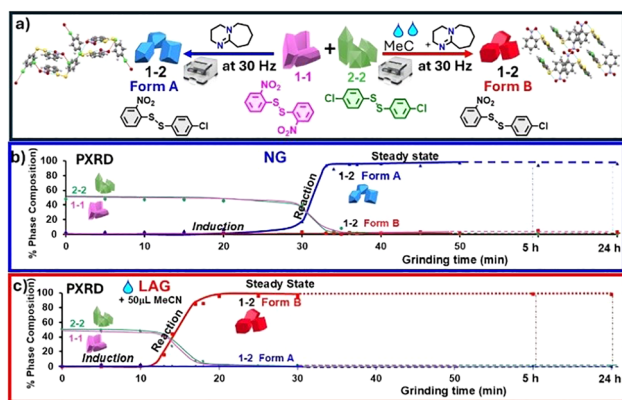 a)
MeC + N
N
1-2
Form A
at 30 Hz
1-1 + 2-2
at 30 Hz
1-2
Form B
NO₂
S
S
Cl
NO₂
S
S
O₂N
Cl
S
S
Cl
NO₂
S
S
Cl
b)
PXRD
NG
Steady state
% Phase Composition)
100
80
60
40
20
0
2-2
1-1
Induction
Reaction
1-2 Form A
1-2 Form B
0 10 20 30 40 50 5 h 24 h
Grinding time (min)
c)
PXRD
LAG
+ 50µL MeCN
Steady State
% Phase Composition)
100
80
60
40
20
0
2-2
1-1
Induction
Reaction
1-2 Form B
1-2 Form A
0 10 20 30 40 50 5 h 24 h
Grinding time (min)